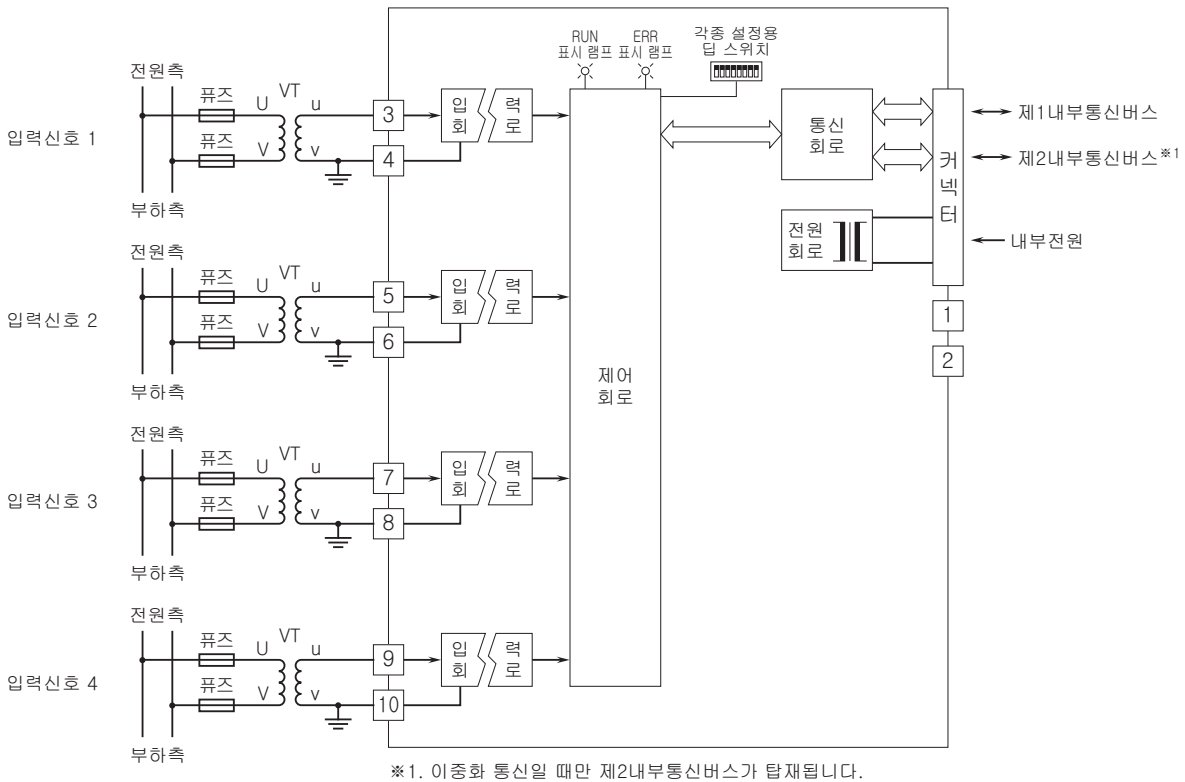 RUN
표시 램프
ERR
표시 램프
각종 설정용
딥 스위치
전원측
퓨즈
U
VT
u
3
입 력
회 로
입력신호 1
퓨즈
V
v
4
부하측
통신
회로
커
넥
터
제1내부통신버스
제2내부통신버스※1
전원
회로
내부전원
1
2
전원측
퓨즈
U
VT
u
5
입 력
회 로
입력신호 2
퓨즈
V
v
6
부하측
제어
회로
전원측
퓨즈
U
VT
u
7
입 력
회 로
입력신호 3
퓨즈
V
v
8
부하측
전원측
퓨즈
U
VT
u
9
입 력
회 로
입력신호 4
퓨즈
V
v
10
부하측
※1. 이중화 통신일 때만 제2내부통신버스가 탑재됩니다.